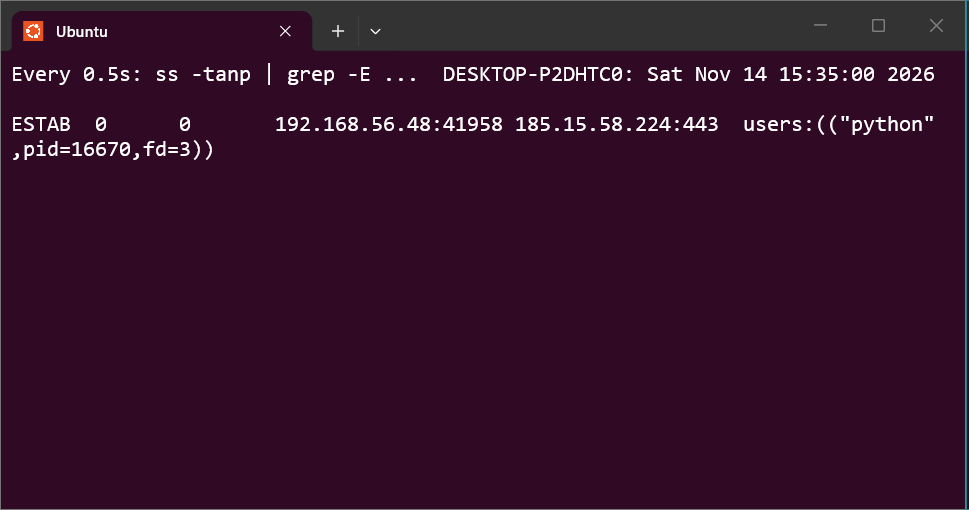 Ubuntu
Every 0.5s: ss -tanp | grep -E ...  DESKTOP-P2DHTC0: Sat Nov 14 15:35:00 2026
ESTAB  0      0       192.168.56.48:41958 185.15.58.224:443  users:(("python"
,pid=16670,fd=3))